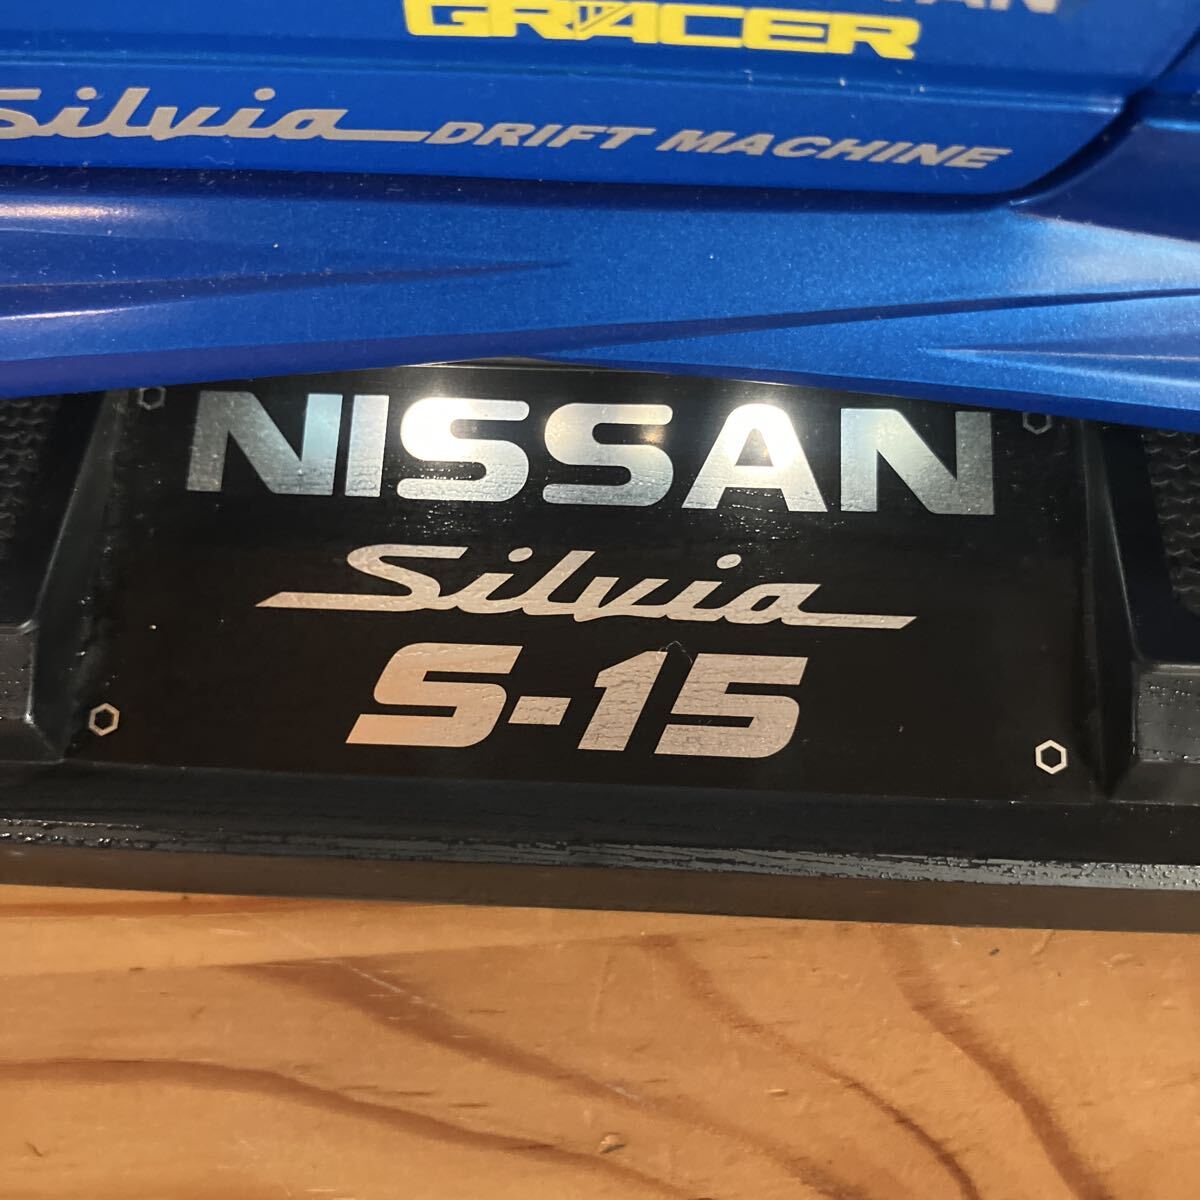 GRACER
Silvia DRIFT MACHINE
NISSAN
Silvia
S-15